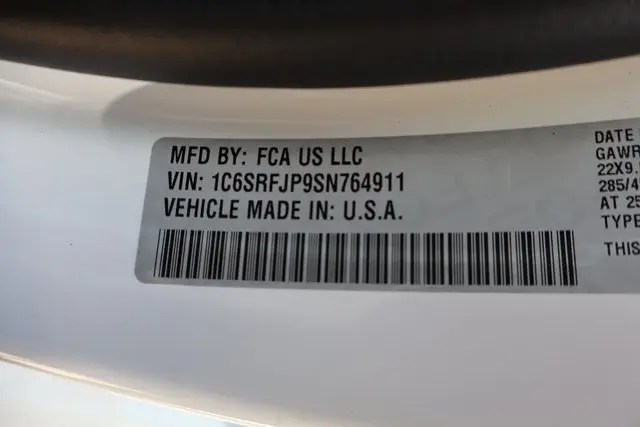 MFD BY: FCA US LLC
VIN: 1C6SRFJP9SN764911
VEHICLE MADE IN: U.S.A.
DATE
GAWR
22X9.
285/4
AT 25
TYPE
THIS